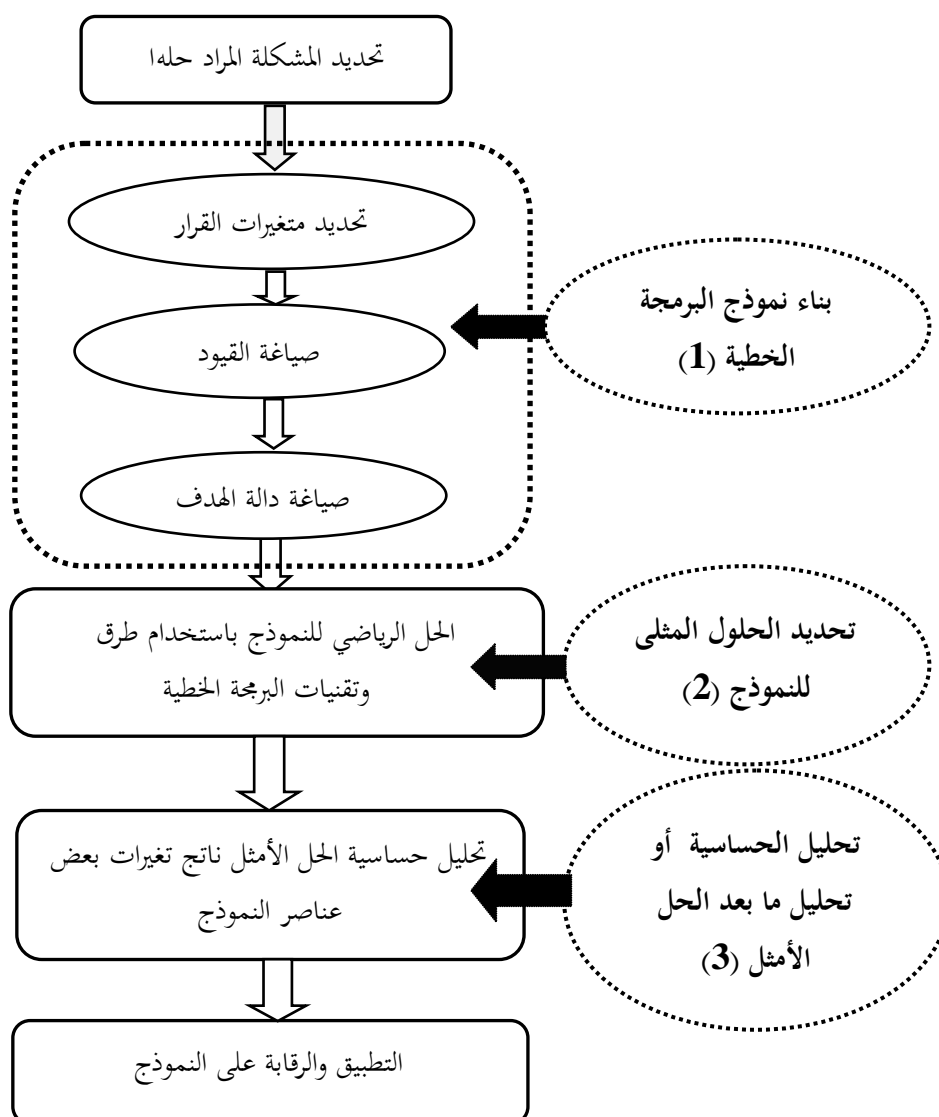 تحديد المشكلة المراد حلها
تحديد متغيرات القرار
صياغة القيود
بناء نموذج البرمجة
الخطية (1)
صياغة دالة الهدف
الحل الرياضي للنموذج باستخدام طرق
وتقنيات البرمجة الخطية
تحديد الحلول المثلى
للنموذج (2)
تحليل حساسية الحل الأمثل ناتج تغيرات بعض
عناصر النموذج
تحليل الحساسية أو
تحليل ما بعد الحل
الأمثل (3)
التطبيق والرقابة على النموذج